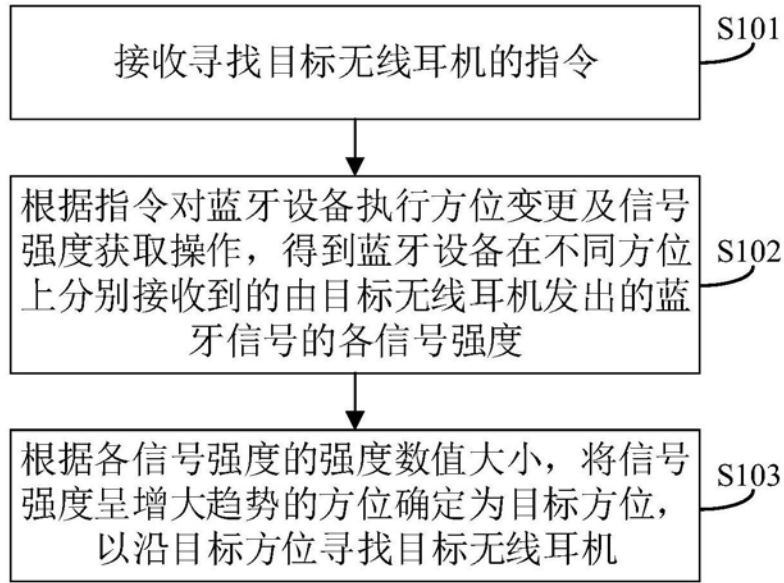 接收寻找目标无线耳机的指令
S101
根据指令对蓝牙设备执行方位变更及信号
强度获取操作，得到蓝牙设备在不同方位
上分别接收到的由目标无线耳机发出的蓝
牙信号的各信号强度
S102
根据各信号强度的强度数值大小，将信号
强度呈增大趋势的方位确定为目标方位，
以沿目标方位寻找目标无线耳机
S103